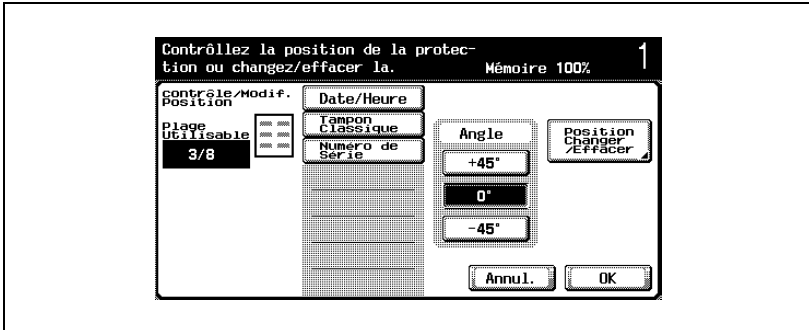 Contrôllez la position de la protec-
tion ou changez/effacer la.
Mémoire 100%
1
contrôle/Modif.
Position
Plage
Utilisable
3/8
Date/Heure
Tampon
Classique
Numéro de
Série
Angle
+45°
0°
-45°
Position
Changer
/Effacer
Annul.
OK